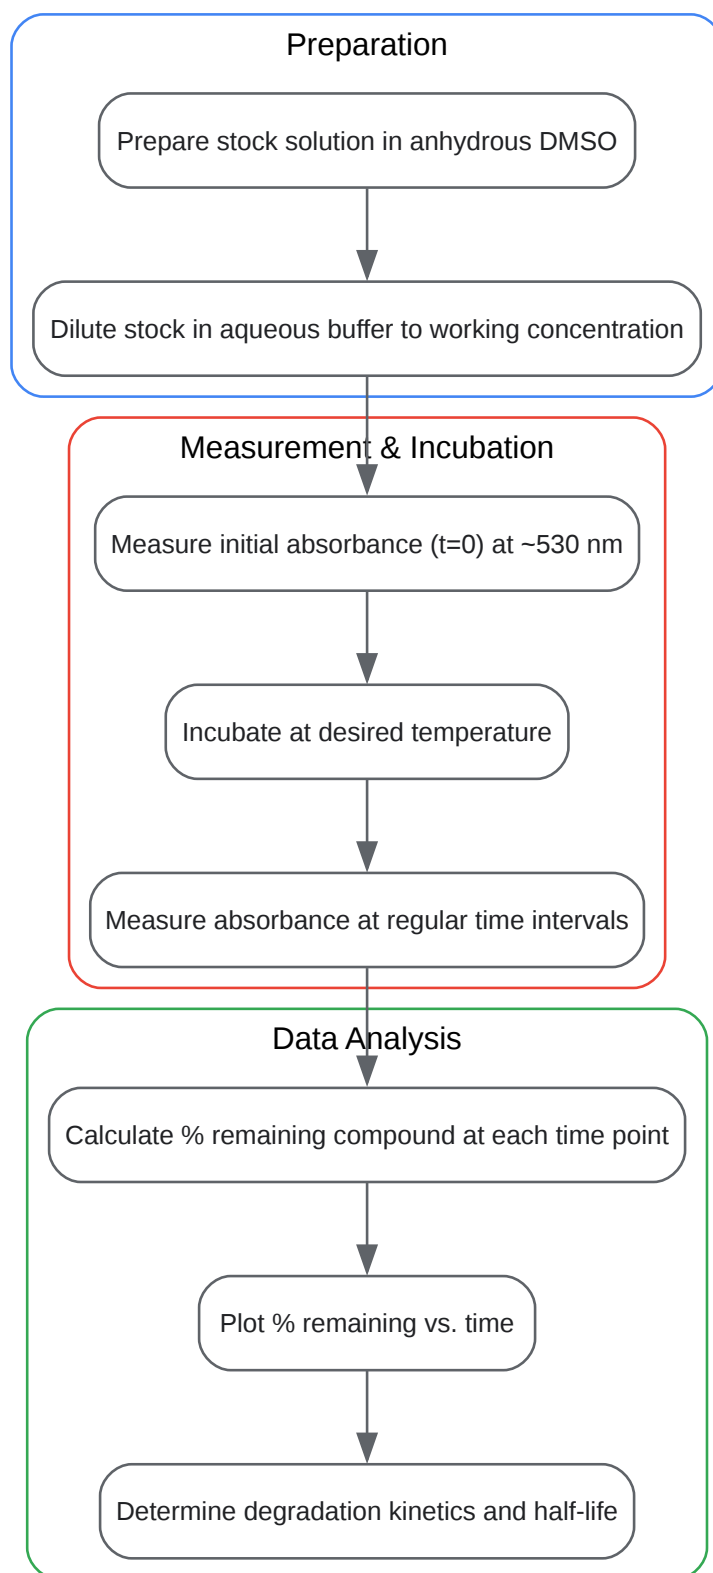 Preparation
Prepare stock solution in anhydrous DMSO
Dilute stock in aqueous buffer to working concentration
Measurement & Incubation
Measure initial absorbance (t=0) at ~530 nm
Incubate at desired temperature
Measure absorbance at regular time intervals
Data Analysis
Calculate % remaining compound at each time point
Plot % remaining vs. time
Determine degradation kinetics and half-life